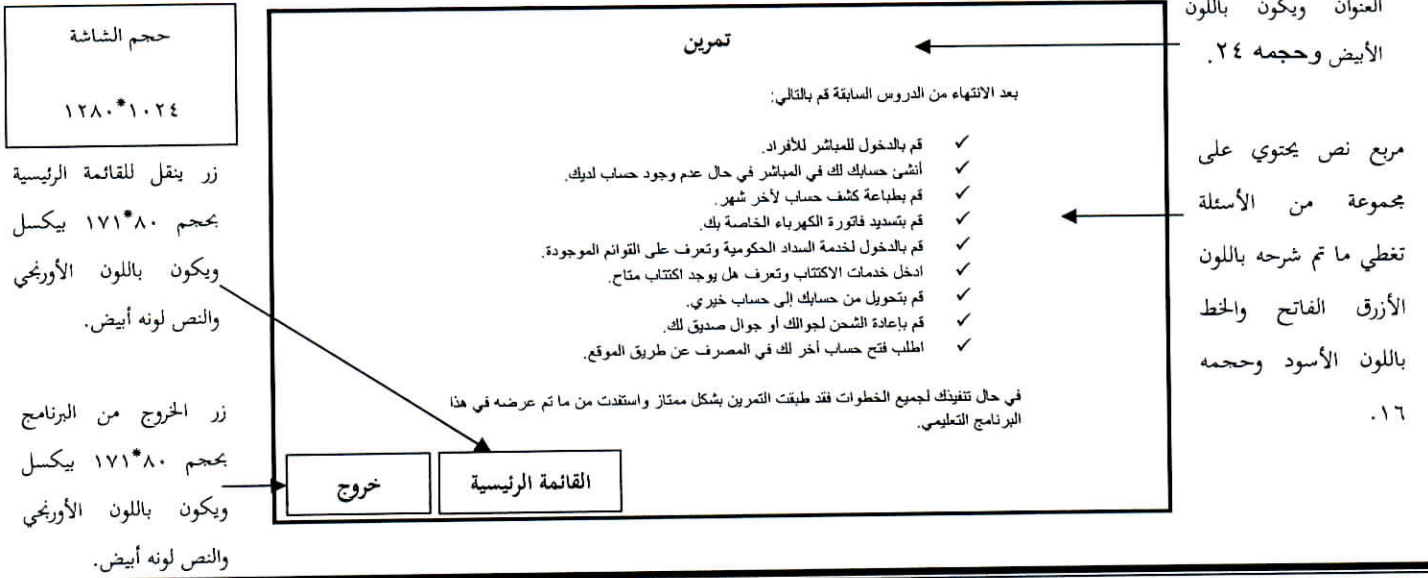 العنوان ويكون باللون
الأبيض وحجمه ٢٤.
مربع نص يحتوي على
مجموعة من الأسئلة
تغطي ما تم شرحه باللون
الأزرق الفاتح والخط
باللون الأسود وحجمه
١٦.
تمرين
بعد الانتهاء من الدروس السابقة قم بالتالي:
✓ قم بالدخول للمباشر للأفراد.
✓ أنشئ حسابك لك في المباشر في حال عدم وجود حساب لديك.
✓ قم بطباعة كشف حساب لأخر شهر.
✓ قم بتسديد فاتورة الكهرباء الخاصة بك.
✓ قم بالدخول لخدمة السداد الحكومية وتعرف على القوائم الموجودة.
✓ ادخل خدمات الاكتتاب وتعرف هل يوجد اكتتاب متاح.
✓ قم بتحويل من حسابك إلى حساب خيري.
✓ قم بإعادة الشحن لجوالك أو جوال صديق لك.
✓ اطلب فتح حساب أخر لك في المصرف عن طريق الموقع.
في حال تنفيذك لجميع الخطوات فقد طبقت التمرين بشكل ممتاز واستفدت من ما تم عرضه في هذا
البرنامج التعليمي.
القائمة الرئيسية
خروج
حجم الشاشة
١٠٢٤*١٢٨٠
زر ينقل للقائمة الرئيسية
بحجم ٨٠*١٧١ بيكسل
ويكون باللون الأورنجي
والنص لونه أبيض.
زر الخروج من البرنامج
بحجم ٨٠*١٧١ بيكسل
ويكون باللون الأورنجي
والنص لونه أبيض.